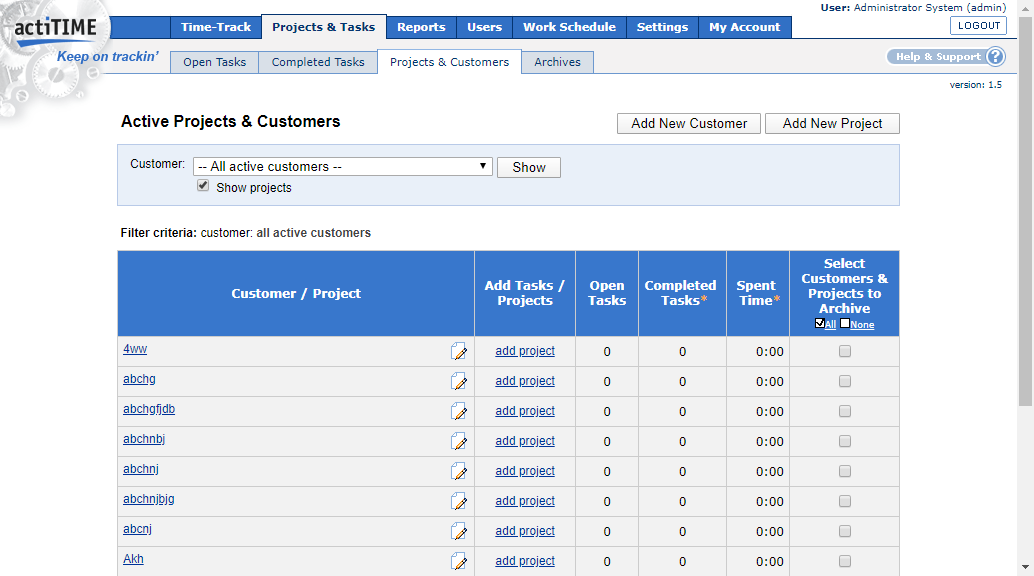 User: Administrator System (admin)
actiTIME
Time-Track Projects & Tasks Reports Users Work Schedule Settings My Account LOGOUT
Keep on trackin'
Open Tasks Completed Tasks Projects & Customers Archives Help & Support ?
version: 1.5
Active Projects & Customers Add New Customer Add New Project
Customer: -- All active customers -- Show
Show projects
Filter criteria: customer: all active customers
Customer / Project
Add Tasks /
Projects
Open
Tasks
Completed
Tasks*
Spent
Time*
Select
Customers &
Projects to
Archive
All None
4ww add project 0 0 0:00
abchg add project 0 0 0:00
abchgfjdb add project 0 0 0:00
abchnbj add project 0 0 0:00
abchnj add project 0 0 0:00
abchnjbjg add project 0 0 0:00
abcnj add project 0 0 0:00
Akh add project 0 0 0:00